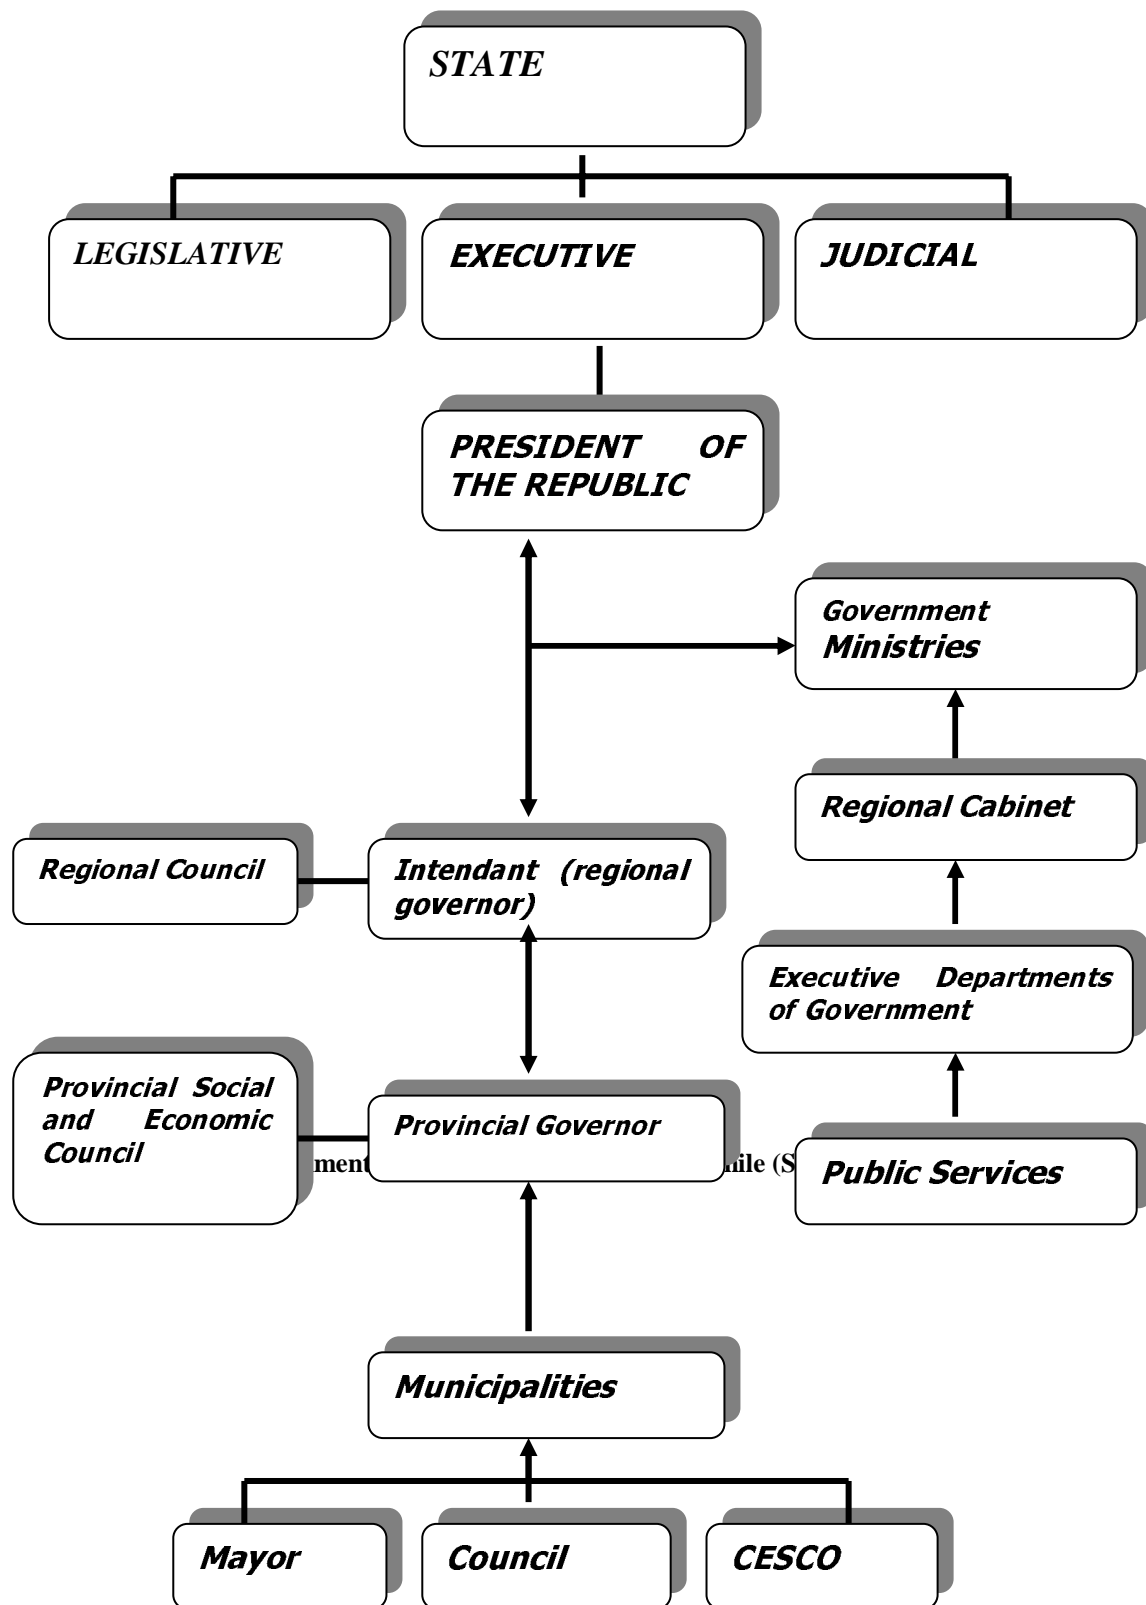 STATE
LEGISLATIVE
EXECUTIVE
JUDICIAL
PRESIDENT OF
THE REPUBLIC
Government
Ministries
Regional Cabinet
Regional Council
Intendant (regional
governor)
Executive Departments
of Government
Provincial Social
and Economic
Council
Provincial Governor
Public Services
Municipalities
Mayor
Council
CESCO